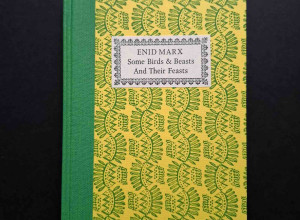 ENID MARX
Some Birds & Beasts
And Their Feasts